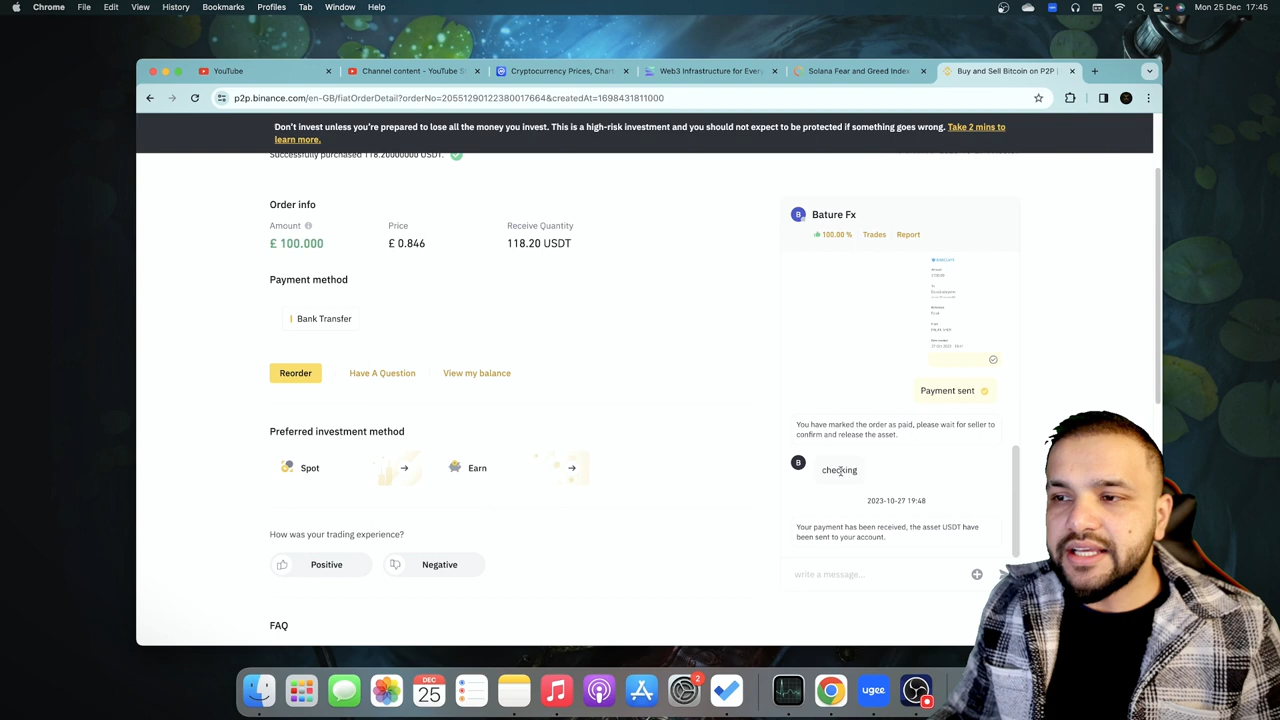 Chrome File Edit View History Bookmarks Profiles Tab Window Help
Mon 25 Dec 17:45
YouTube
Channel content - YouTube S
Cryptocurrency Prices, Chart
Web3 Infrastructure for Every
Solana Fear and Greed Index
Buy and Sell Bitcoin on P2P |
p2p.binance.com/en-GB/fiatOrderDetail?orderNo=20551290122380017664&createdAt=1698431811000
Don't invest unless you're prepared to lose all the money you invest. This is a high-risk investment and you should not expect to be protected if something goes wrong. Take 2 mins to
learn more.
Successfully purchased 118.20000000 USDT.
Order info
Amount Price Receive Quantity
£ 100.000 £ 0.846 118.20 USDT
Payment method
Bank Transfer
Reorder Have A Question View my balance
Preferred investment method
Spot Earn
How was your trading experience?
Positive Negative
FAQ
B Bature Fx
100.00 % Trades Report
Payment sent
You have marked the order as paid, please wait for seller to
confirm and release the asset.
B checking
2023-10-27 19:48
Your payment has been received, the asset USDT have
been sent to your account.
write a message...
DEC
25
2
ugee